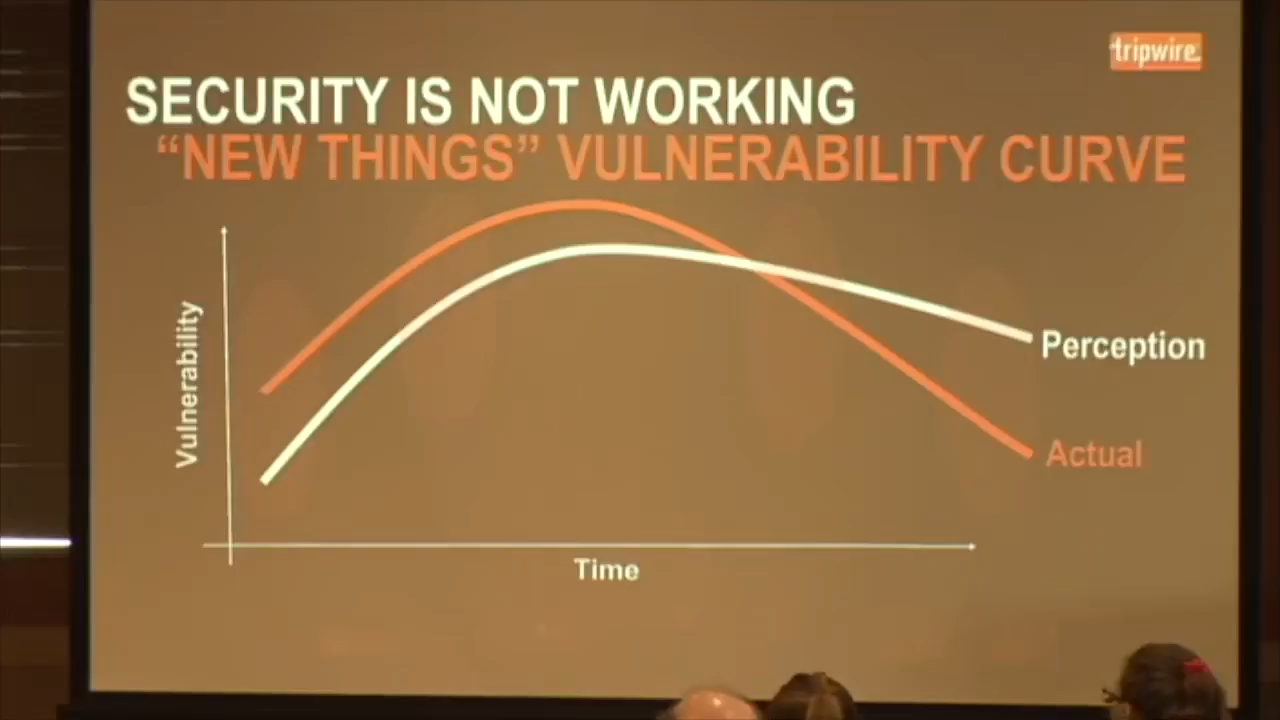 tripwire
SECURITY IS NOT WORKING
“NEW THINGS” VULNERABILITY CURVE
Vulnerability
Perception
Actual
Time